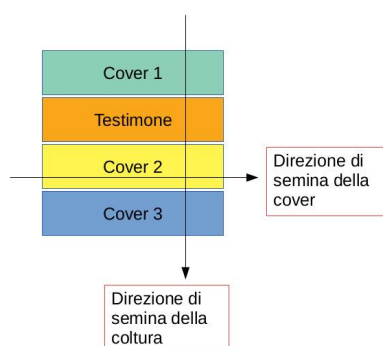 Cover 1
Testimone
Cover 2
Cover 3
Direzione di
semina della
cover
Direzione di
semina della
coltura